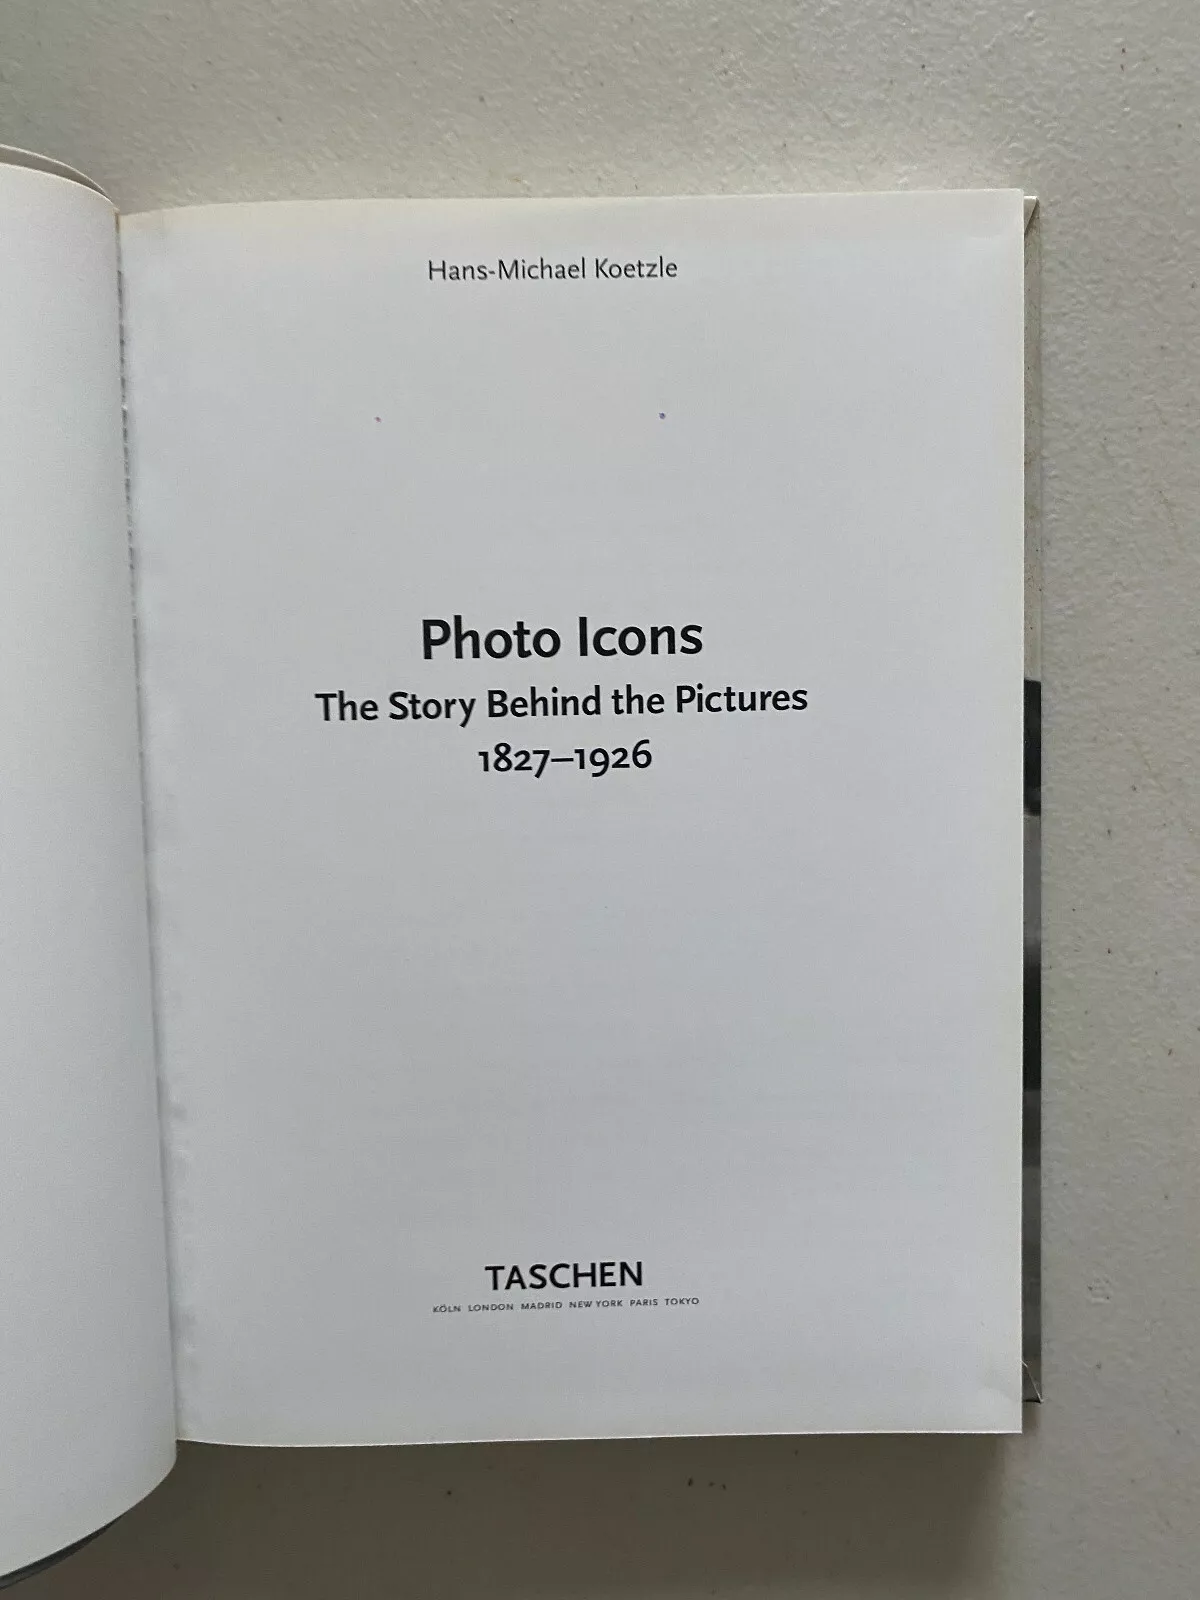 Hans-Michael Koetzle
Photo Icons
The Story Behind the Pictures
1827–1926
TASCHEN
KÖLN LONDON MADRID NEW YORK PARIS TOKYO